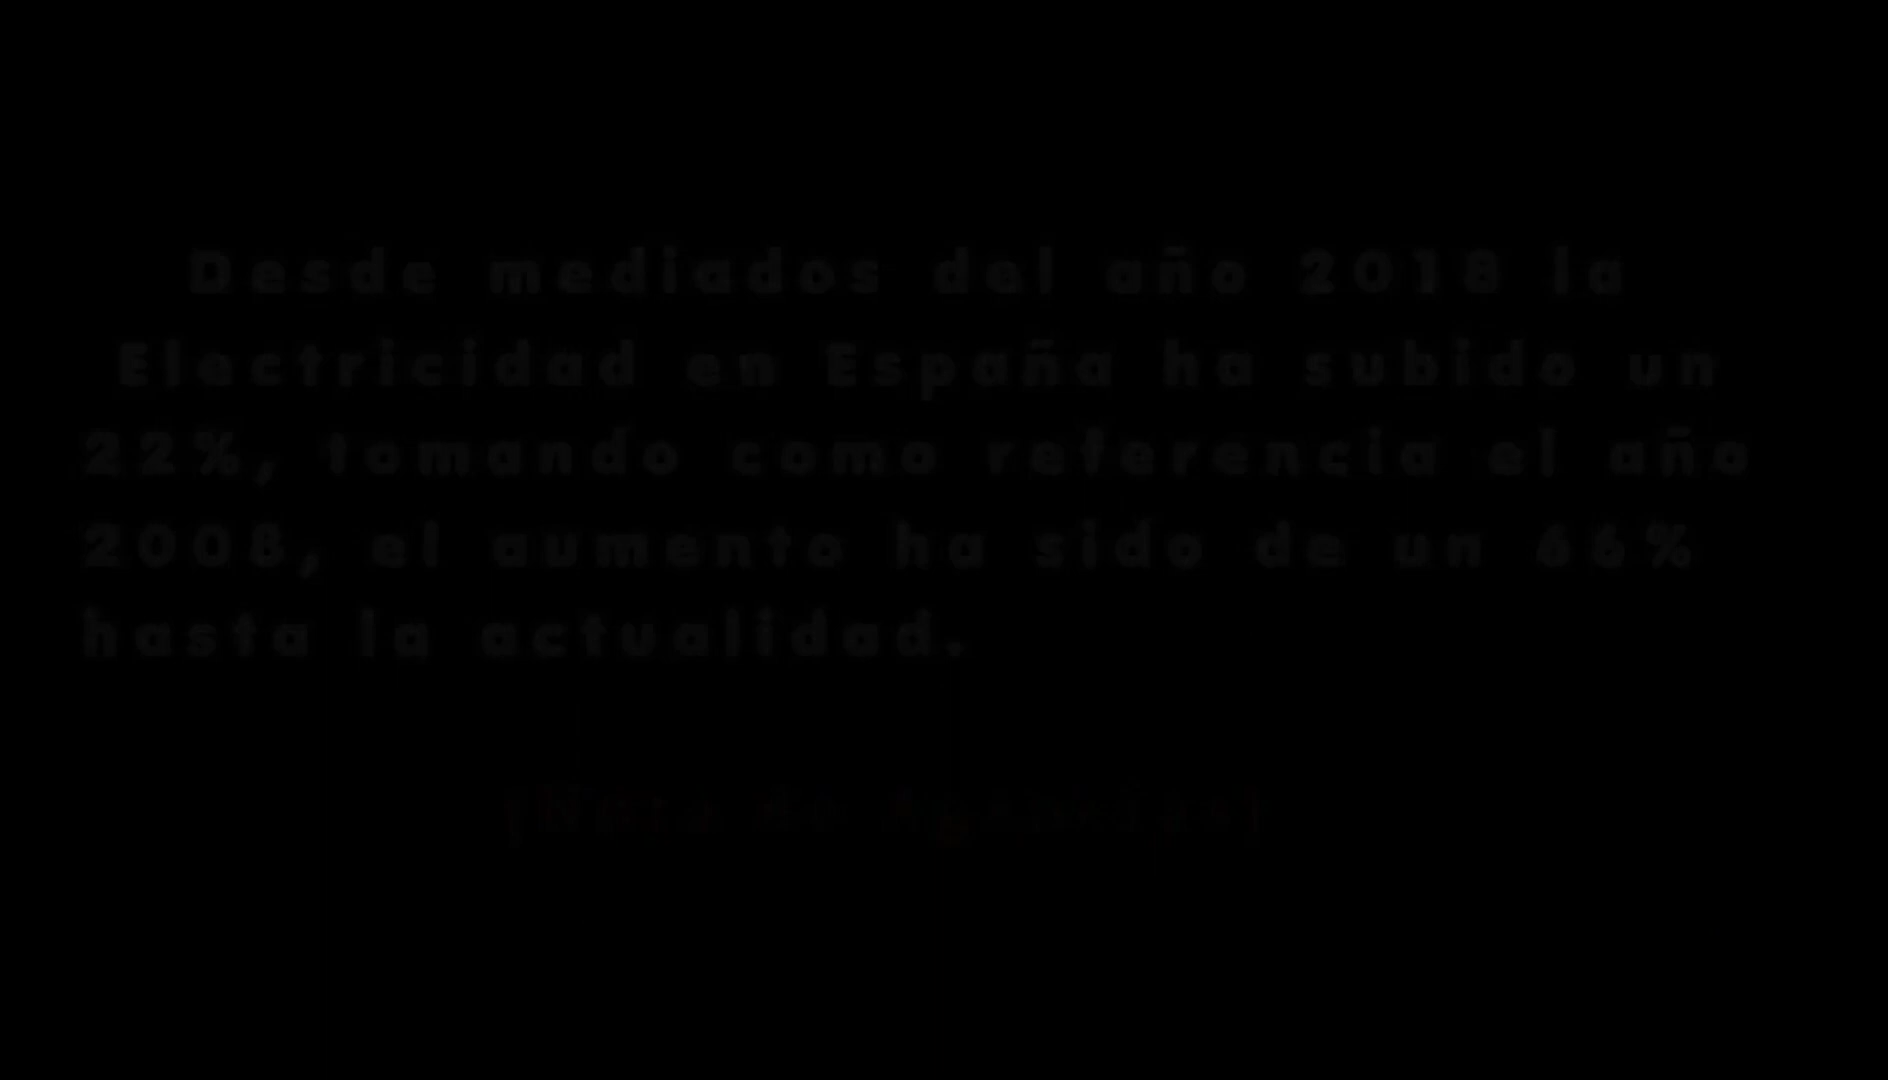 Desde mediados del año 2018 la
Electricidad en España ha subido un
22%, tomando como referencia el año
2008, el aumento ha sido de un 66%
hasta la actualidad.